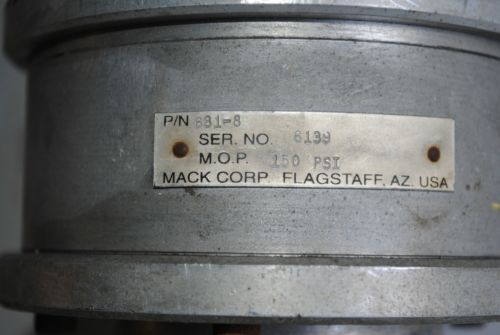 P/N 631-8
SER. NO. 6139
M.O.P. 150 PSI
MACK CORP. FLAGSTAFF, AZ. USA